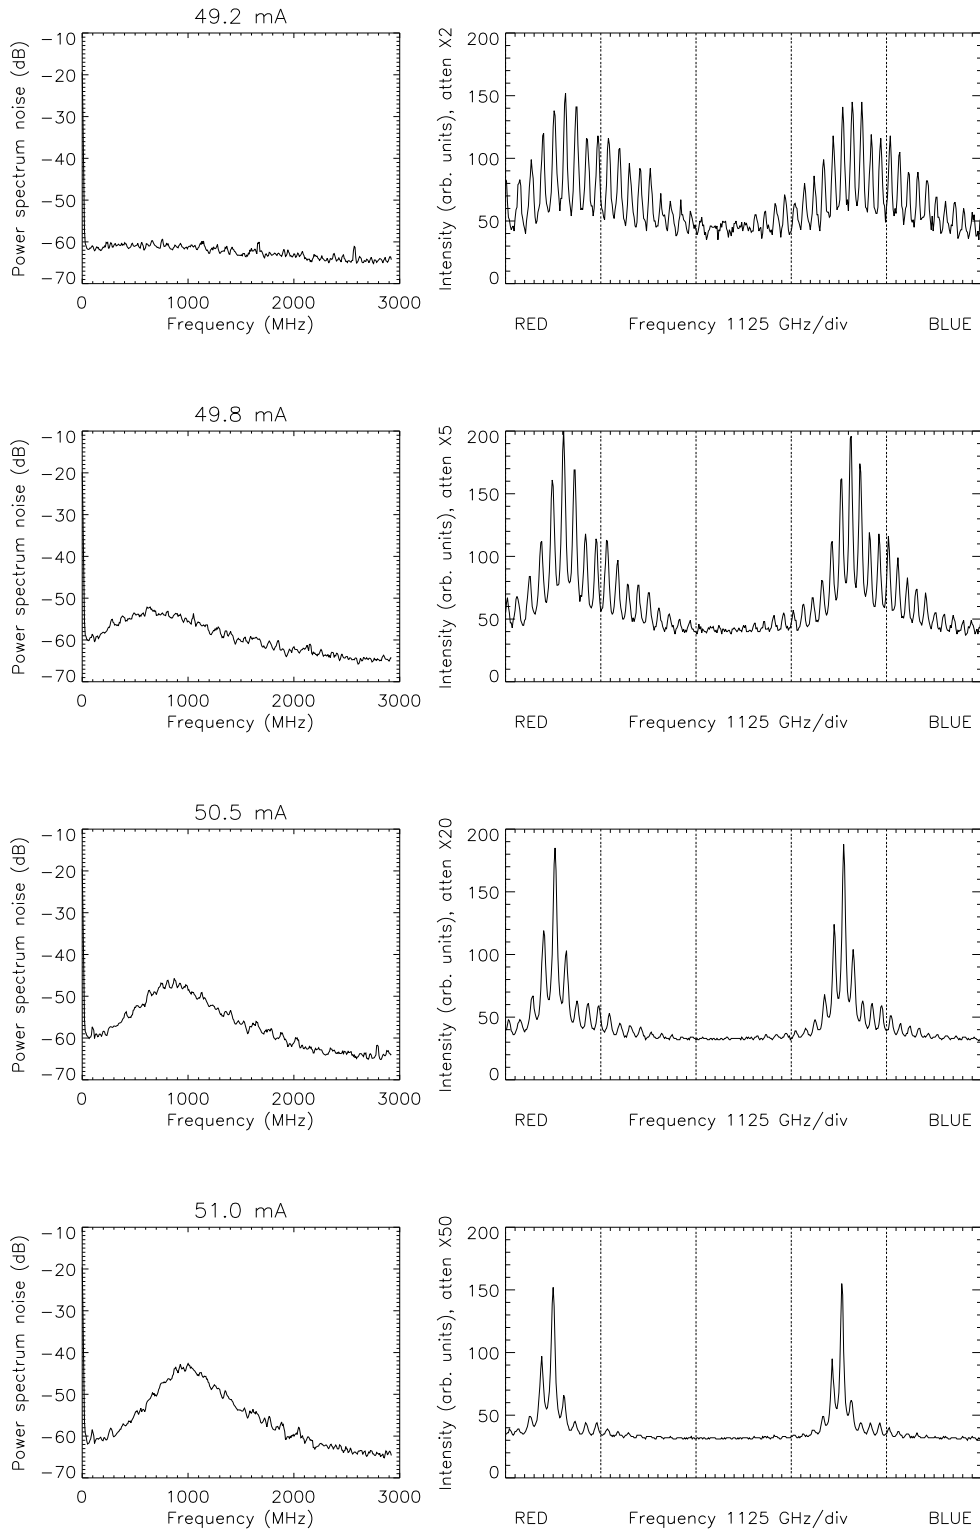 49.2 mA
Power spectrum noise (dB)
−10
−20
−30
−40
−50
−60
−70
0 1000 2000 3000
Frequency (MHz)
Intensity (arb. units), atten X2
200
150
100
50
0
RED Frequency 1125 GHz/div BLUE
49.8 mA
Power spectrum noise (dB)
−10
−20
−30
−40
−50
−60
−70
0 1000 2000 3000
Frequency (MHz)
Intensity (arb. units), atten X5
200
150
100
50
0
RED Frequency 1125 GHz/div BLUE
50.5 mA
Power spectrum noise (dB)
−10
−20
−30
−40
−50
−60
−70
0 1000 2000 3000
Frequency (MHz)
Intensity (arb. units), atten X20
200
150
100
50
0
RED Frequency 1125 GHz/div BLUE
51.0 mA
Power spectrum noise (dB)
−10
−20
−30
−40
−50
−60
−70
0 1000 2000 3000
Frequency (MHz)
Intensity (arb. units), atten X50
200
150
100
50
0
RED Frequency 1125 GHz/div BLUE